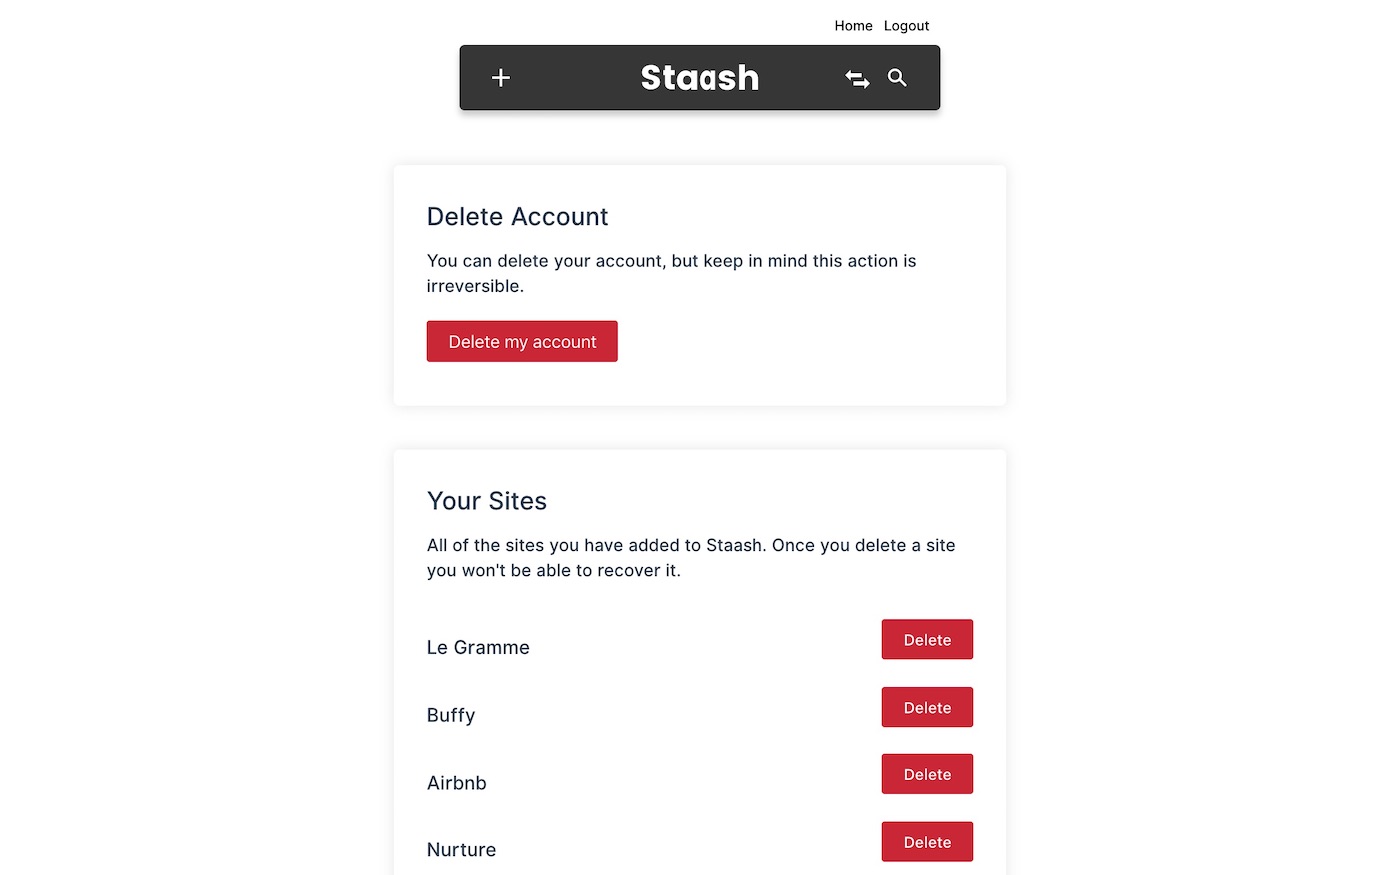 Home Logout
Staash
Delete Account
You can delete your account, but keep in mind this action is
irreversible.
Delete my account
Your Sites
All of the sites you have added to Staash. Once you delete a site
you won't be able to recover it.
Le Gramme Delete
Buffy Delete
Airbnb Delete
Nurture Delete